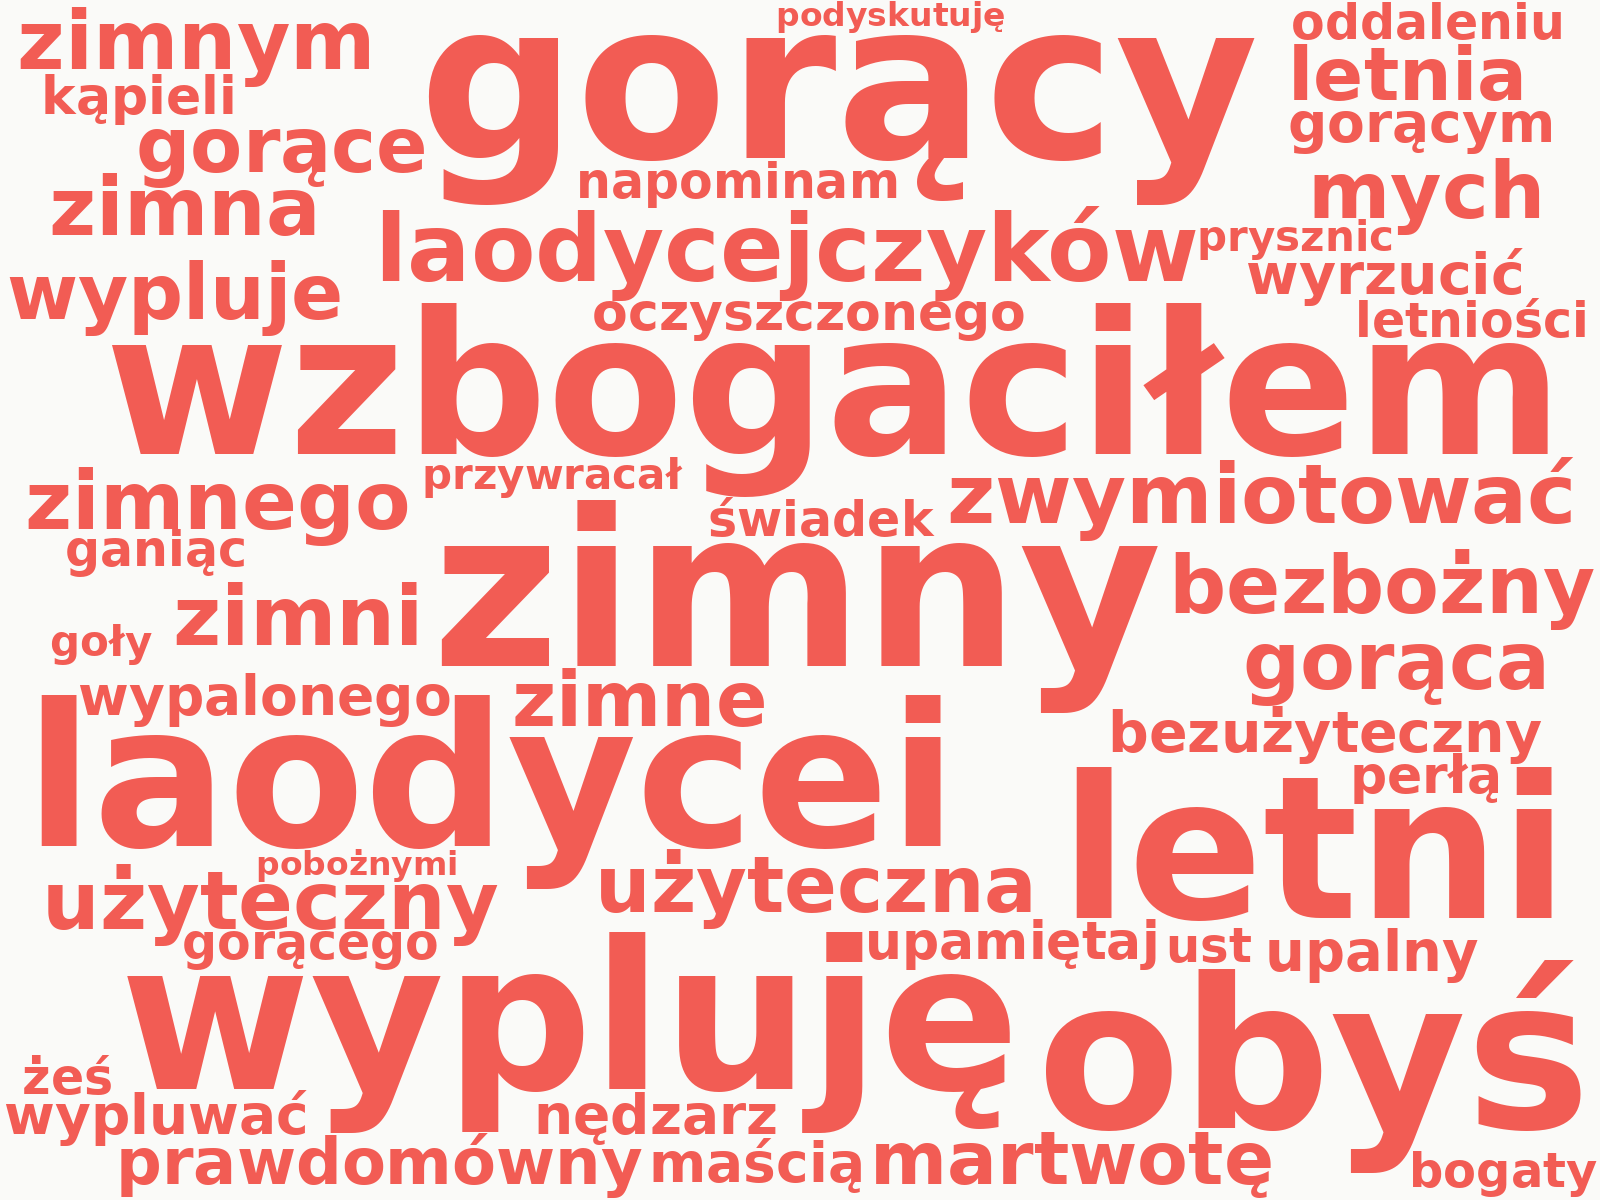 podyskutuję
zimnym
gorący
oddaleniu
letnia
kąpieli
gorącym
gorące
napominam
mych
zimna
laodycejczyków
prysznic
wyrzucić
wypluje
oczyszczonego
letniości
wzbogaciłem
zimnego
przywracał
zwymiotować
świadek
ganiąc
zimny
bezbożny
zimni
goły
gorąca
wypalonego
zimne
bezużyteczny
laodycei
perłą
letni
pobożnymi
użyteczny
użyteczna
gorącego
upamiętaj
ust
upalny
wypluję
obyś
żeś
wypluwać
nędzarz
prawdomówny
maścią
martwotę
bogaty